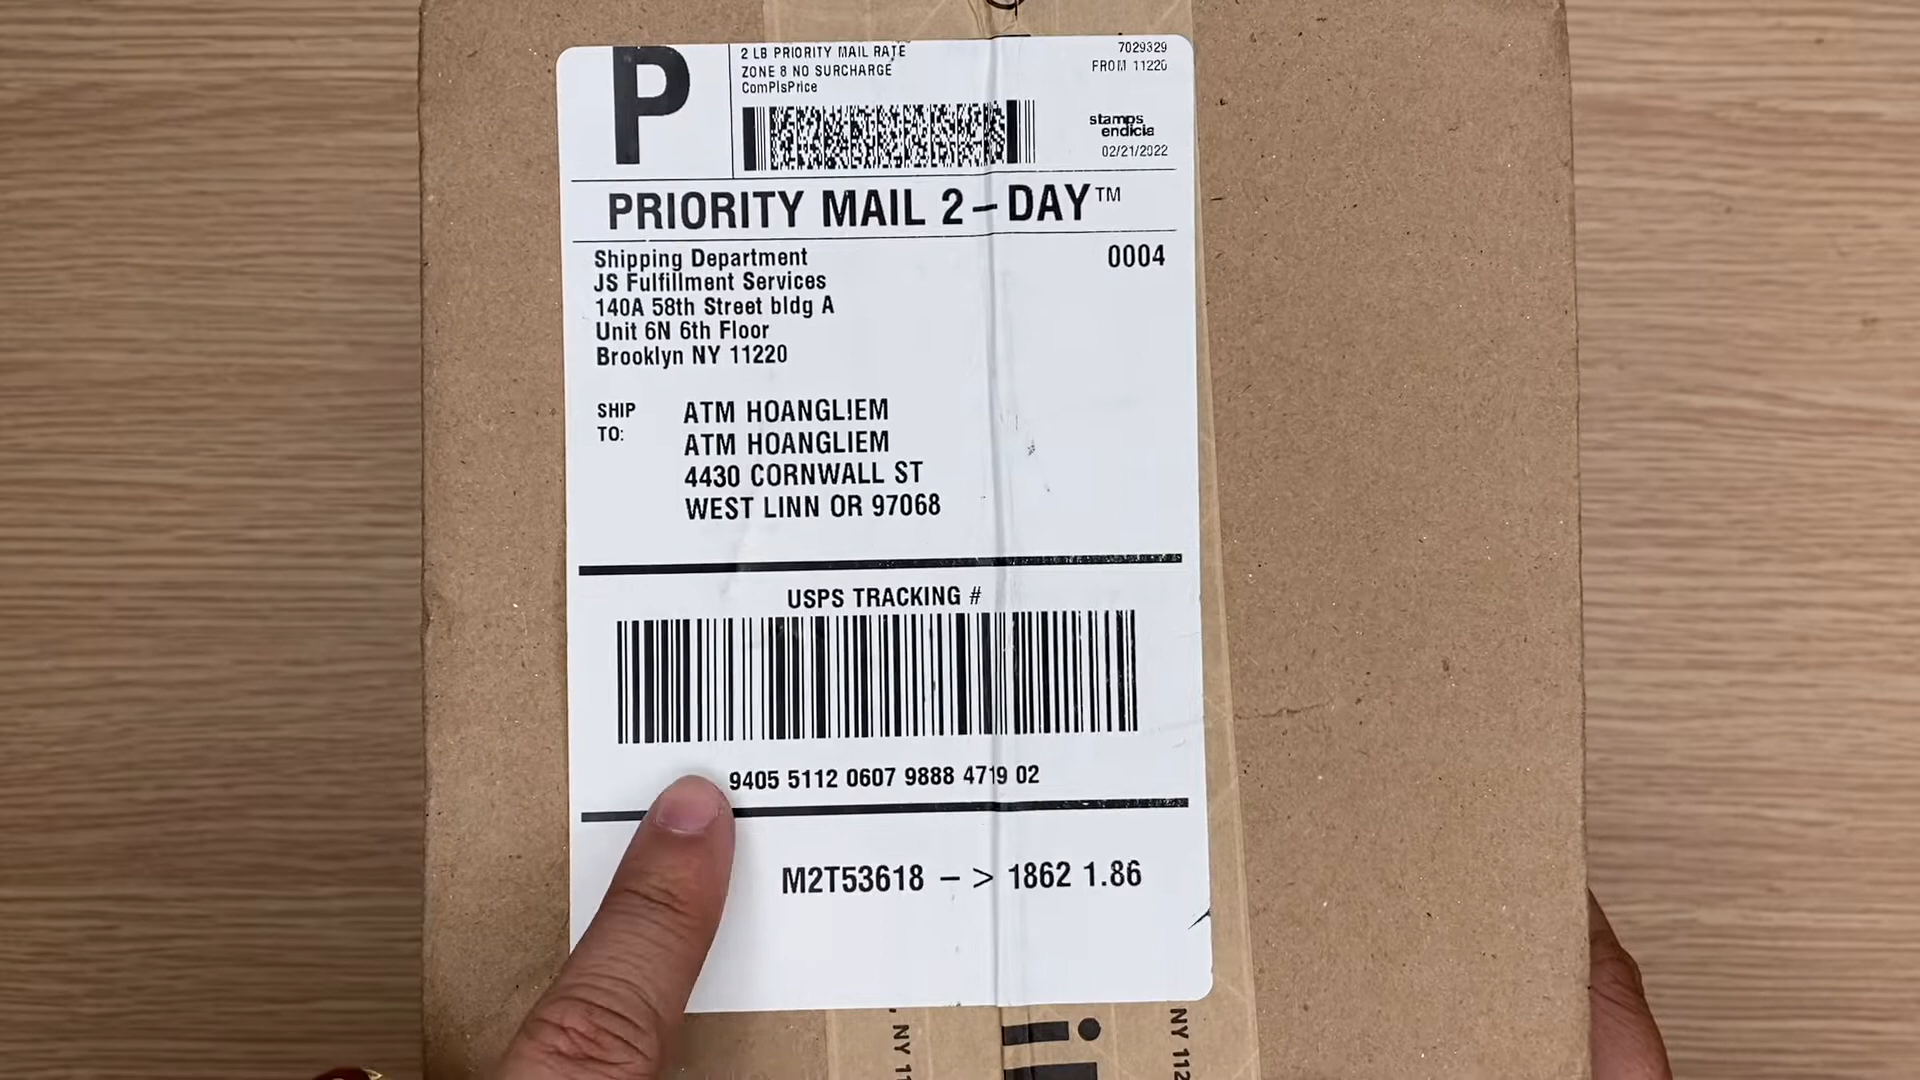 P
2 LB PRIORITY MAIL RATE
ZONE 8 NO SURCHARGE
ComPlsPrice
7029329
FROM 11220
stamps
endicia
02/21/2022
PRIORITY MAIL 2-DAY™
Shipping Department
JS Fulfillment Services
140A 58th Street bldg A
Unit 6N 6th Floor
Brooklyn NY 11220
0004
SHIP
TO:
ATM HOANGLIEM
ATM HOANGLIEM
4430 CORNWALL ST
WEST LINN OR 97068
USPS TRACKING #
9405 5112 0607 9888 4719 02
M2T53618 - > 1862 1.86
NY
NY